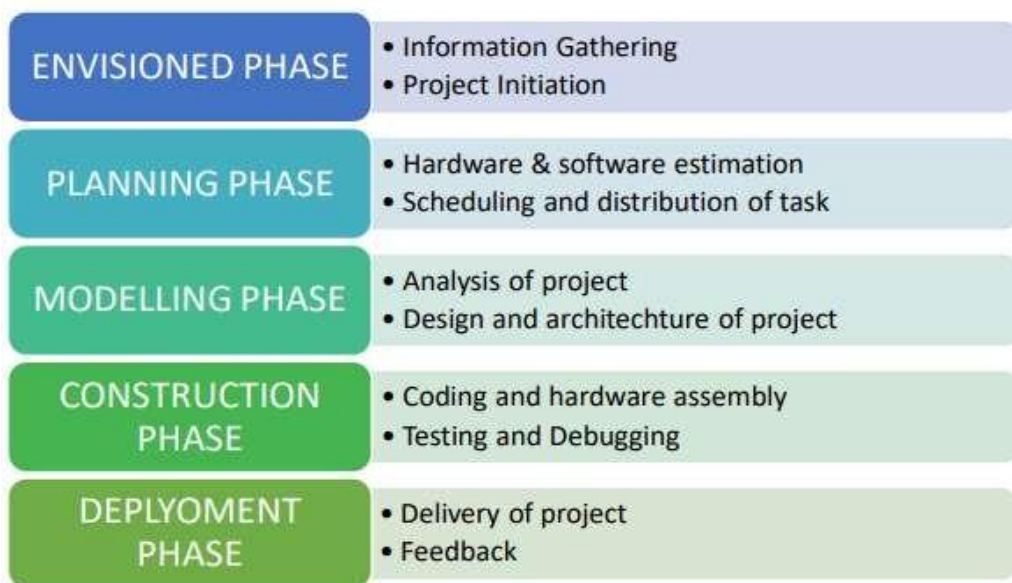 ENVISIONED PHASE
• Information Gathering
• Project Initiation
PLANNING PHASE
• Hardware & software estimation
• Scheduling and distribution of task
MODELLING PHASE
• Analysis of project
• Design and architechture of project
CONSTRUCTION
PHASE
• Coding and hardware assembly
• Testing and Debugging
DEPLYOMENT
PHASE
• Delivery of project
• Feedback